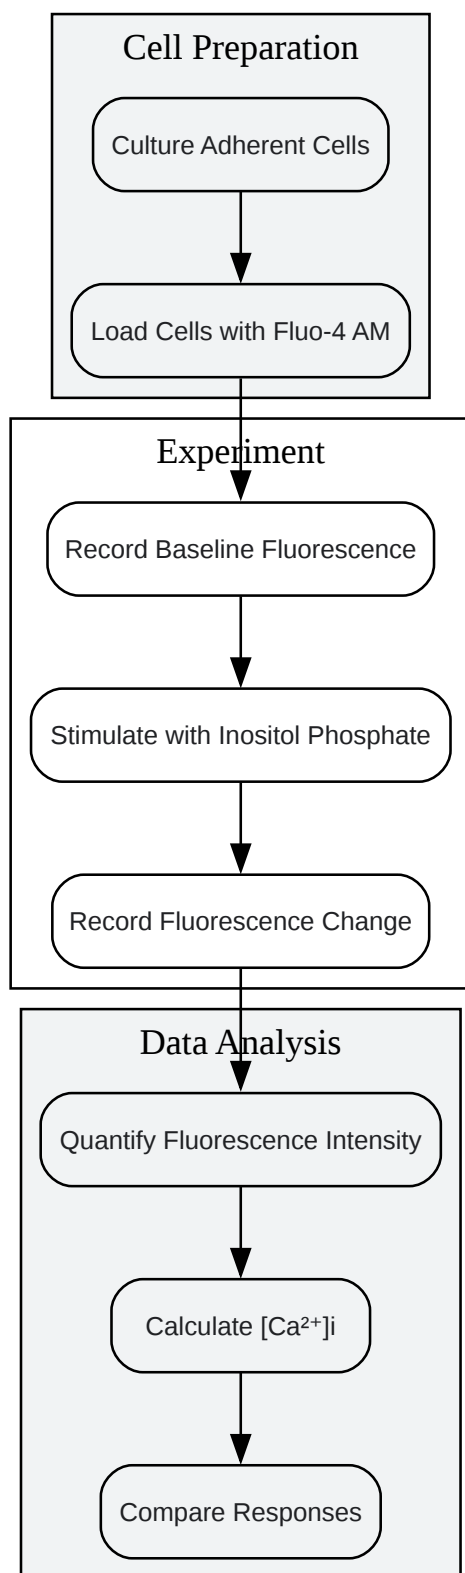 Cell Preparation
Culture Adherent Cells
Load Cells with Fluo-4 AM
Experiment
Record Baseline Fluorescence
Stimulate with Inositol Phosphate
Record Fluorescence Change
Data Analysis
Quantify Fluorescence Intensity
Calculate [Ca²⁺]i
Compare Responses